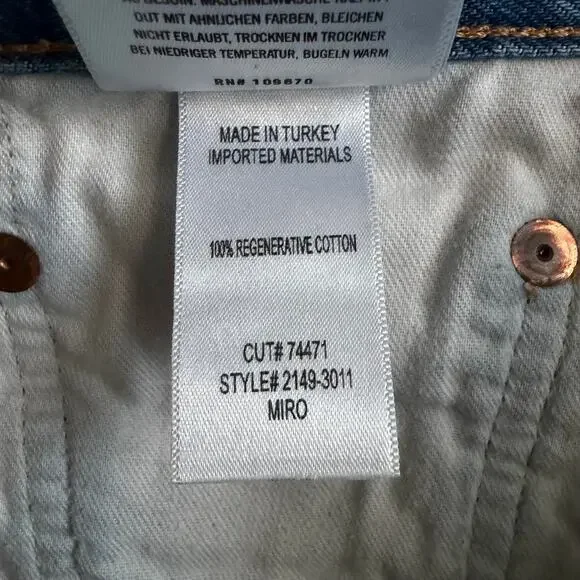 OUT MIT AHNLICHEN FARBEN, BLEICHEN
NICHT ERLAUBT, TROCKNEN IM TROCKNER
BEI NIEDRIGER TEMPERATUR, BUGELN WARM
RN# 109870
MADE IN TURKEY
IMPORTED MATERIALS
100% REGENERATIVE COTTON
CUT# 74471
STYLE# 2149-3011
MIRO